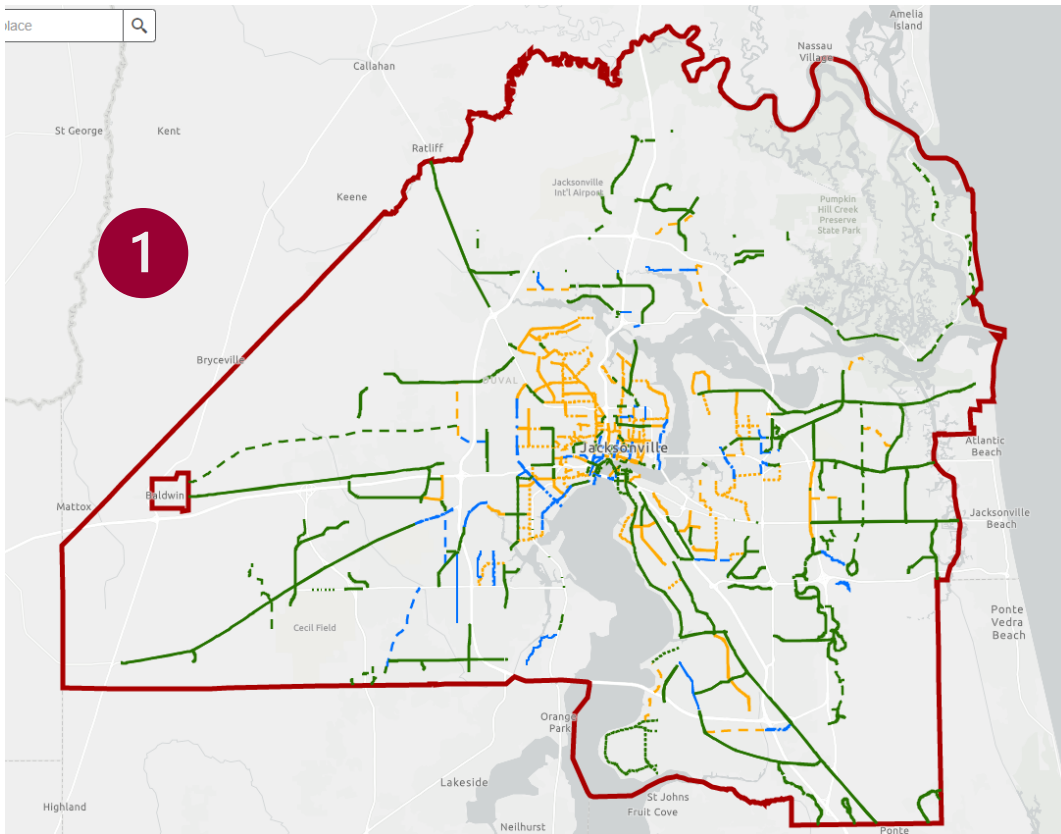 place
Amelia
Island
Nassau
Village
Callahan
St George
Kent
Ratliff
Jacksonville
Int'l Airport
Keene
Pumpkin
Hill Creek
Preserve
State Park
1
Bryceville
DUVAL
Jacksonville
Atlantic
Beach
Baldwin
Mattox
Jacksonville
Beach
Cecil Field
Ponte
Vedra
Beach
Orange
Park
Lakeside
St Johns
Fruit Cove
Highland
Neilhurst
Ponte